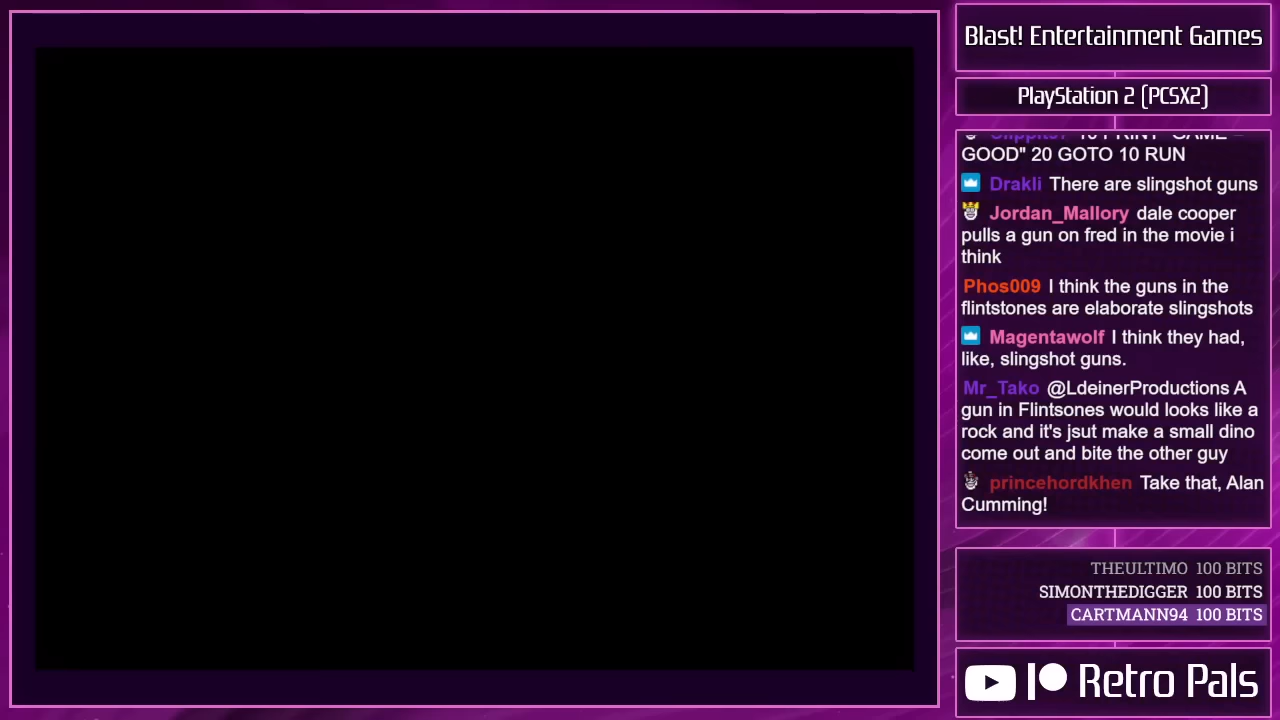 Blast! Entertainment Games
PlayStation 2 (PCSX2)
GOOD" 20 GOTO 10 RUN
Drakli There are slingshot guns
Jordan_Mallory dale cooper
pulls a gun on fred in the movie i
think
Phos009 I think the guns in the
flintstones are elaborate slingshots
Magentawolf I think they had,
like, slingshot guns.
Mr_Tako @LdeinerProductions A
gun in Flintsones would looks like a
rock and it's jsut make a small dino
come out and bite the other guy
princehordkhen Take that, Alan
Cumming!
THEULTIMO 100 BITS
SIMONTHEDIGGER 100 BITS
CARTMANN94 100 BITS
Retro Pals